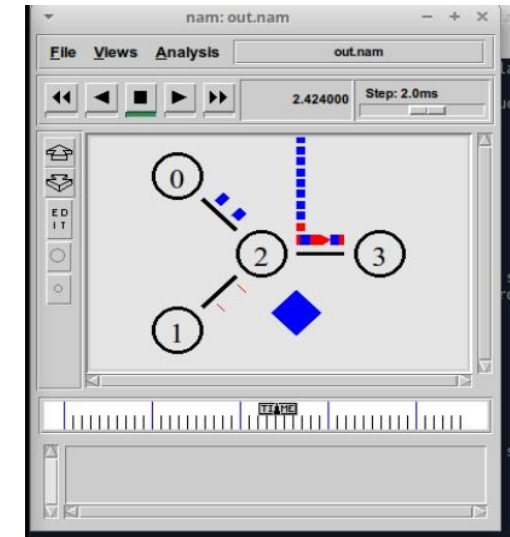 nam: out.nam
File Views Analysis out.nam
2.424000 Step: 2.0ms
ED
IT
0
2
3
1
TIME